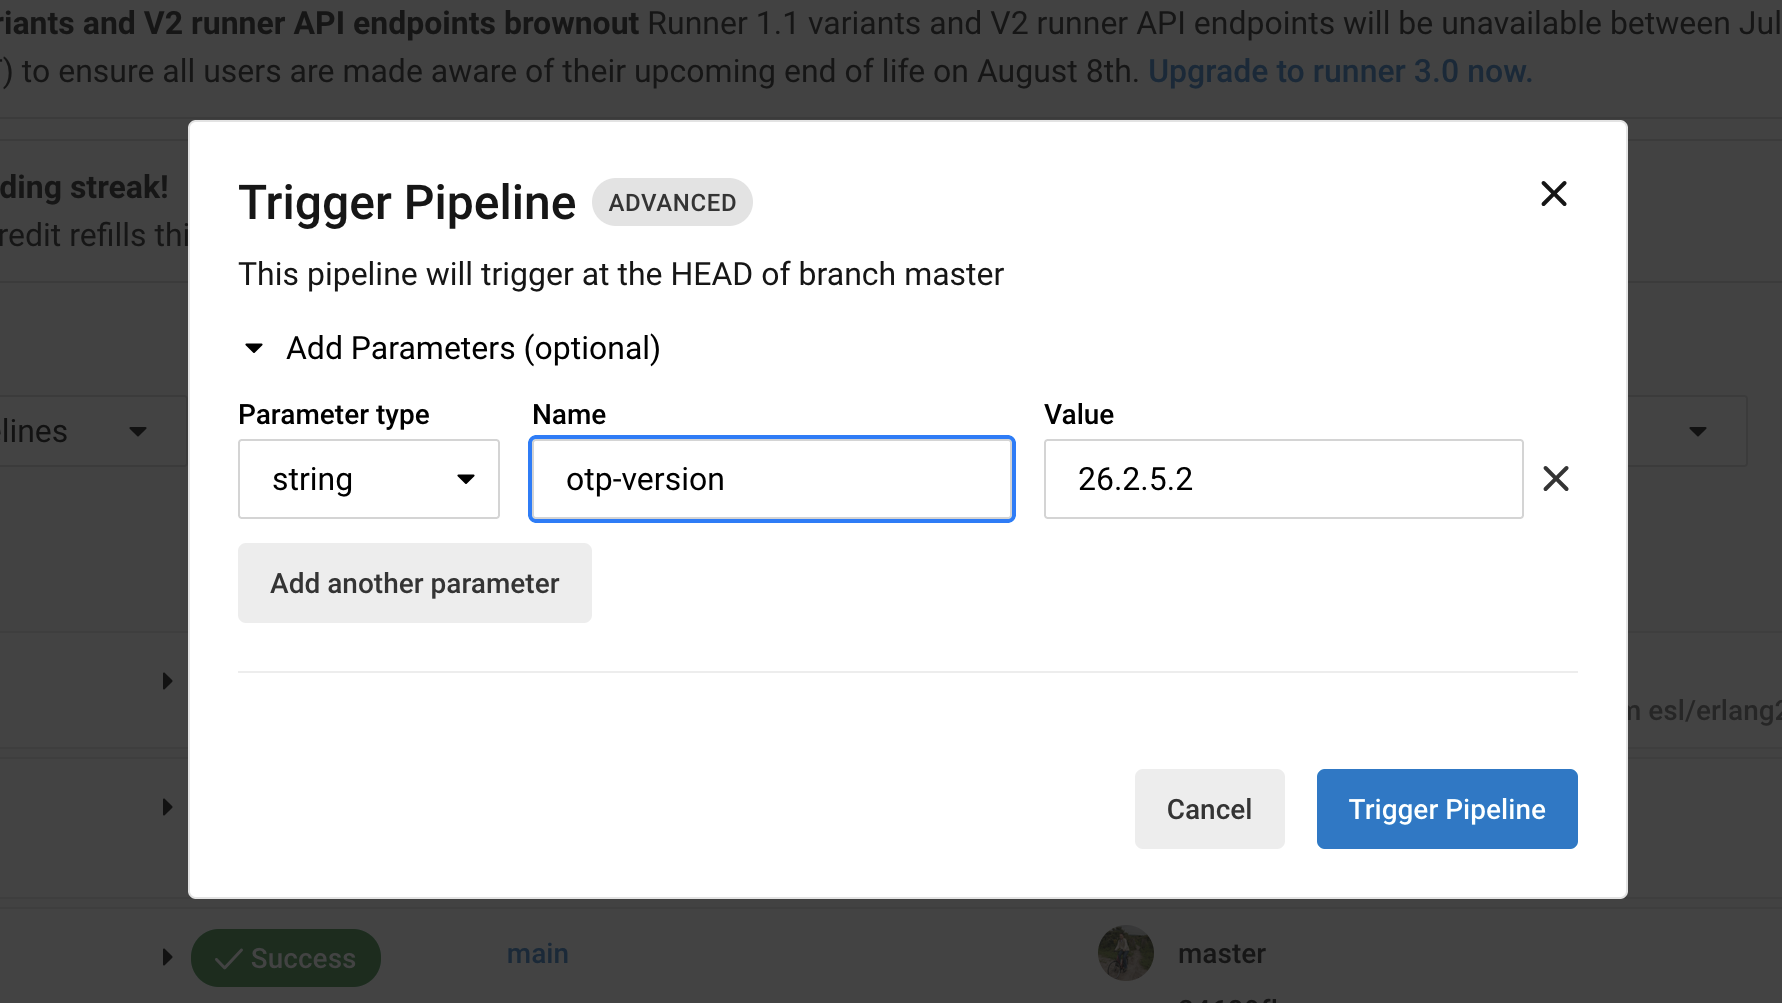 riants and V2 runner API endpoints brownout Runner 1.1 variants and V2 runner API endpoints will be unavailable between Jul
) to ensure all users are made aware of their upcoming end of life on August 8th. Upgrade to runner 3.0 now.
ding streak!
redit refills thi
Trigger Pipeline ADVANCED
This pipeline will trigger at the HEAD of branch master
Add Parameters (optional)
Parameter type Name Value
lines
string otp-version 26.2.5.2
Add another parameter
esl/erlang2
Cancel Trigger Pipeline
Success main master